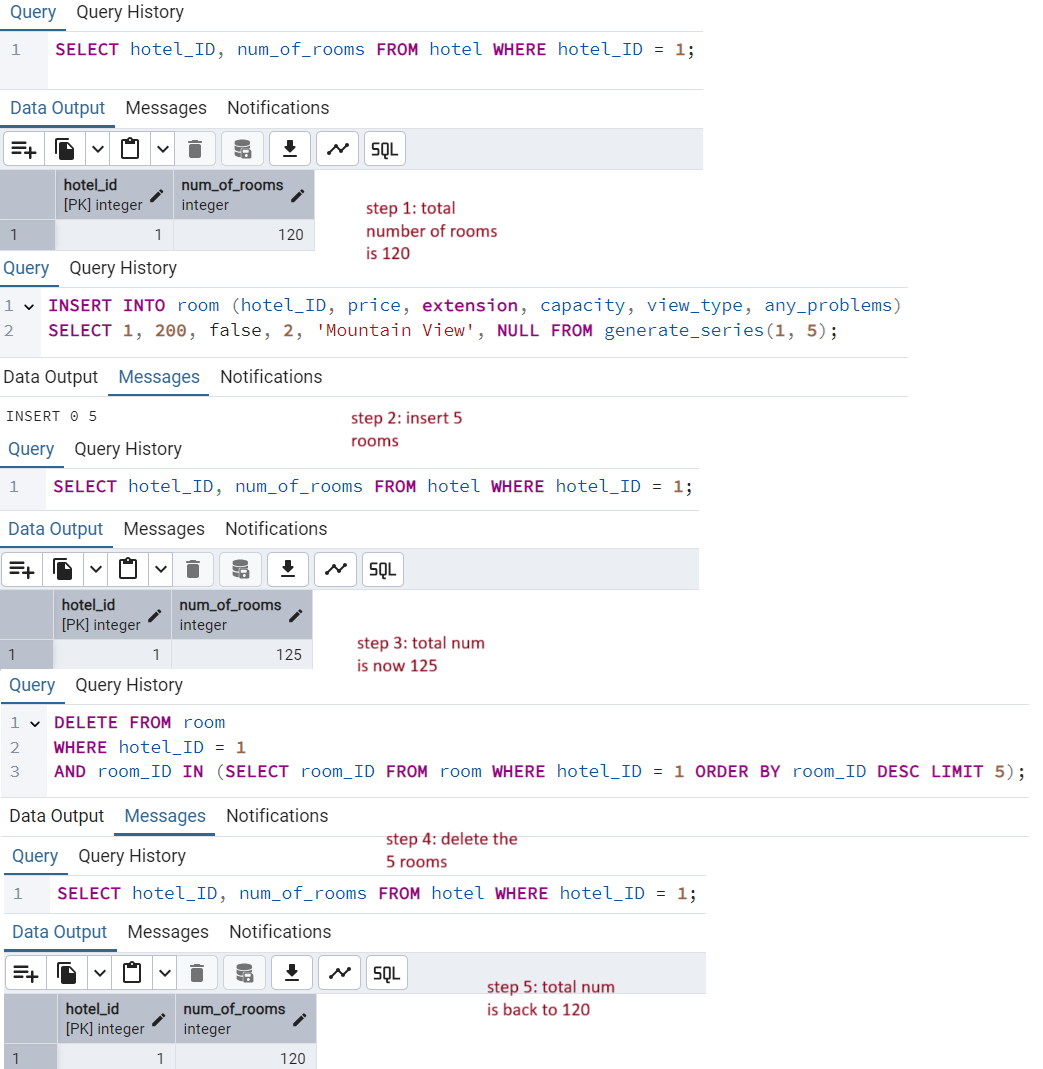 Query Query History
1 SELECT hotel_ID, num_of_rooms FROM hotel WHERE hotel_ID = 1;
Data Output Messages Notifications
SQL
hotel_id num_of_rooms
[PK] integer integer
1 1 120
step 1: total
number of rooms
is 120
Query Query History
1 INSERT INTO room (hotel_ID, price, extension, capacity, view_type, any_problems)
2 SELECT 1, 200, false, 2, 'Mountain View', NULL FROM generate_series(1, 5);
Data Output Messages Notifications
INSERT 0 5
step 2: insert 5
rooms
Query Query History
1 SELECT hotel_ID, num_of_rooms FROM hotel WHERE hotel_ID = 1;
Data Output Messages Notifications
SQL
hotel_id num_of_rooms
[PK] integer integer
1 1 125
step 3: total num
is now 125
Query Query History
1 DELETE FROM room
2 WHERE hotel_ID = 1
3 AND room_ID IN (SELECT room_ID FROM room WHERE hotel_ID = 1 ORDER BY room_ID DESC LIMIT 5);
Data Output Messages Notifications
step 4: delete the
5 rooms
Query Query History
1 SELECT hotel_ID, num_of_rooms FROM hotel WHERE hotel_ID = 1;
Data Output Messages Notifications
SQL
step 5: total num
is back to 120
hotel_id num_of_rooms
[PK] integer integer
1 1 120